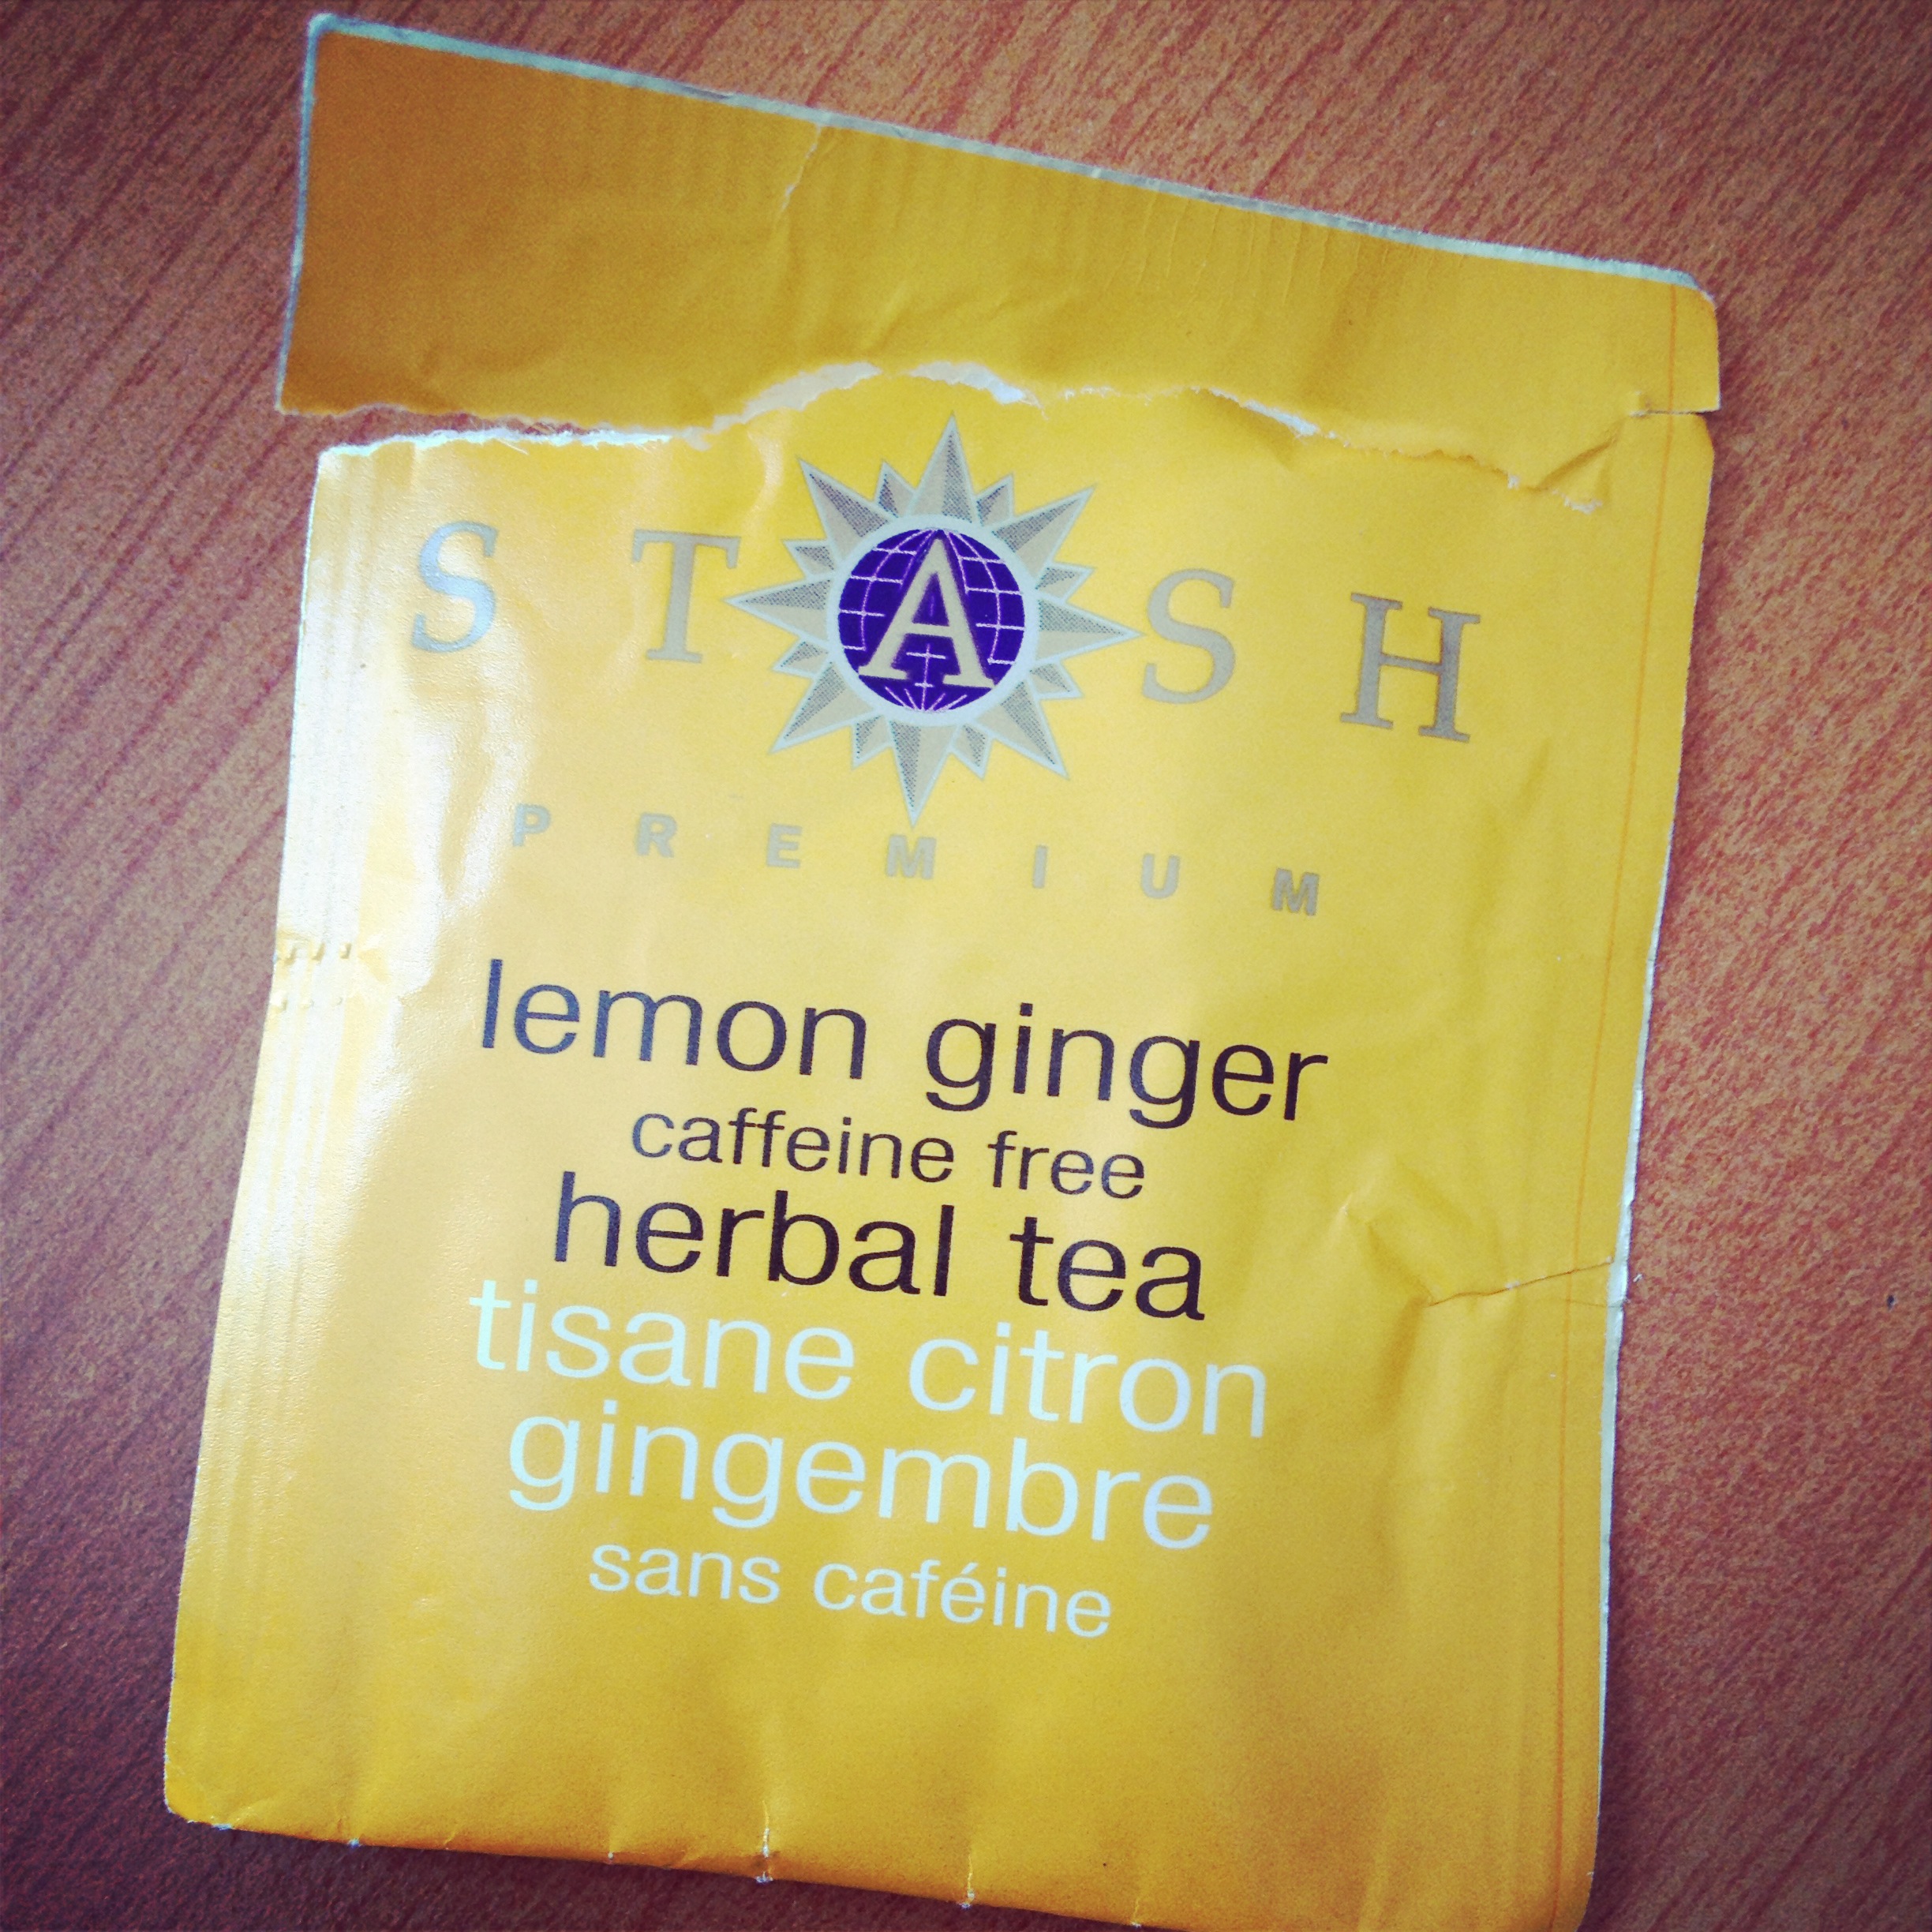 STASH
PREMIUM
lemon ginger
caffeine free
herbal tea
tisane citron
gingembre
sans caféine